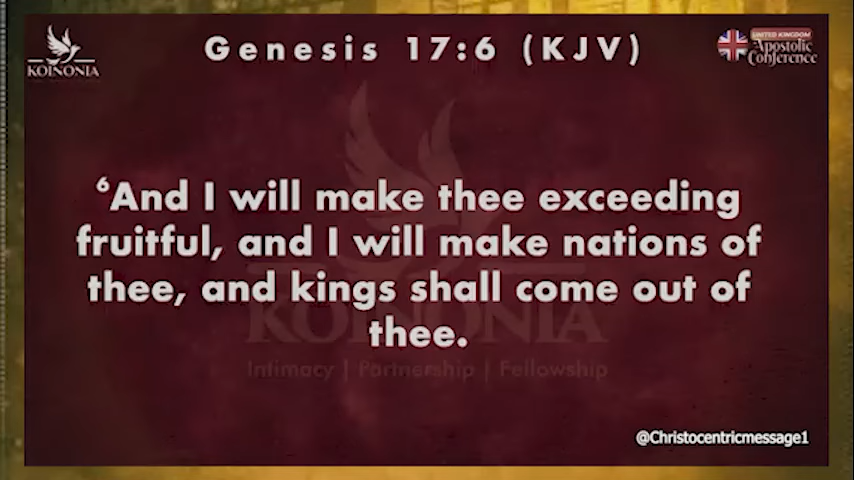 KOINONIA
Genesis 17:6 (KJV)
UNITED KINGDOM
Apostolic
Conference
⁶And I will make thee exceeding
fruitful, and I will make nations of
thee, and kings shall come out of
thee.
KOINONIA
Intimacy | Partnership | Fellowship
@Christocentricmessage1